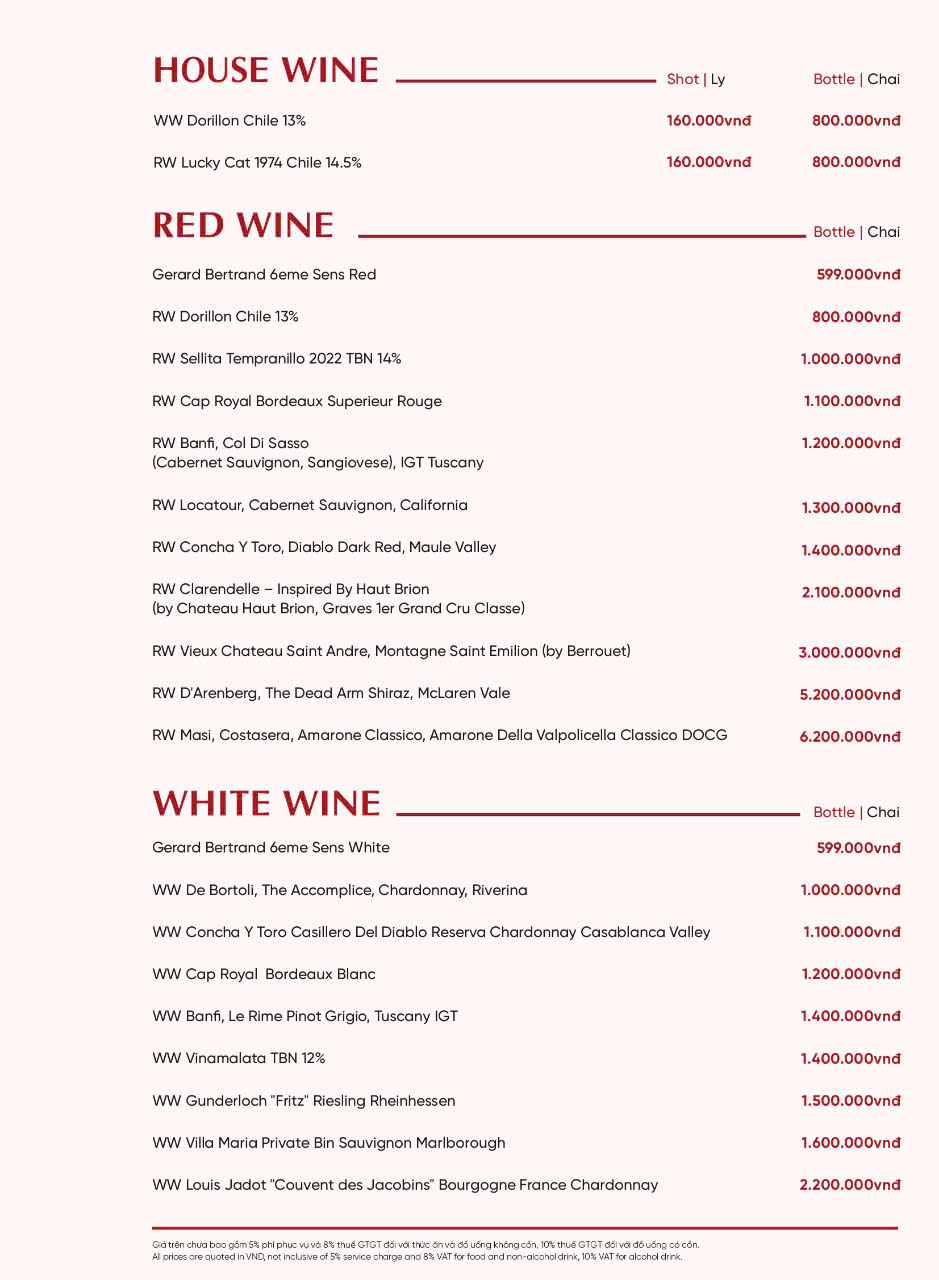 HOUSE WINE Shot | Ly Bottle | Chai
WW Dorillon Chile 13% 160.000vnđ 800.000vnđ
RW Lucky Cat 1974 Chile 14.5% 160.000vnđ 800.000vnđ
RED WINE Bottle | Chai
Gerard Bertrand 6eme Sens Red 599.000vnđ
RW Dorillon Chile 13% 800.000vnđ
RW Sellita Tempranillo 2022 TBN 14% 1.000.000vnđ
RW Cap Royal Bordeaux Superieur Rouge 1.100.000vnđ
RW Banfi, Col Di Sasso 1.200.000vnđ
(Cabernet Sauvignon, Sangiovese), IGT Tuscany
RW Locatour, Cabernet Sauvignon, California 1.300.000vnđ
RW Concha Y Toro, Diablo Dark Red, Maule Valley 1.400.000vnđ
RW Clarendelle – Inspired By Haut Brion 2.100.000vnđ
(by Chateau Haut Brion, Graves 1er Grand Cru Classe)
RW Vieux Chateau Saint Andre, Montagne Saint Emilion (by Berrouet) 3.000.000vnđ
RW D'Arenberg, The Dead Arm Shiraz, McLaren Vale 5.200.000vnđ
RW Masi, Costasera, Amarone Classico, Amarone Della Valpolicella Classico DOCG 6.200.000vnđ
WHITE WINE Bottle | Chai
Gerard Bertrand 6eme Sens White 599.000vnđ
WW De Bortoli, The Accomplice, Chardonnay, Riverina 1.000.000vnđ
WW Concha Y Toro Casillero Del Diablo Reserva Chardonnay Casablanca Valley 1.100.000vnđ
WW Cap Royal Bordeaux Blanc 1.200.000vnđ
WW Banfi, Le Rime Pinot Grigio, Tuscany IGT 1.400.000vnđ
WW Vinamalata TBN 12% 1.400.000vnđ
WW Gunderloch "Fritz" Riesling Rheinhessen 1.500.000vnđ
WW Villa Maria Private Bin Sauvignon Marlborough 1.600.000vnđ
WW Louis Jadot "Couvent des Jacobins" Bourgogne France Chardonnay 2.200.000vnđ
Giá trên chưa bao gồm 5% phí phục vụ và 8% thuế GTGT đối với thức ăn và đồ uống không cồn, 10% thuế GTGT đối với đồ uống có cồn.
All prices are quoted in VND, not inclusive of 5% service charge and 8% VAT for food and non-alcohol drink, 10% VAT for alcohol drink.